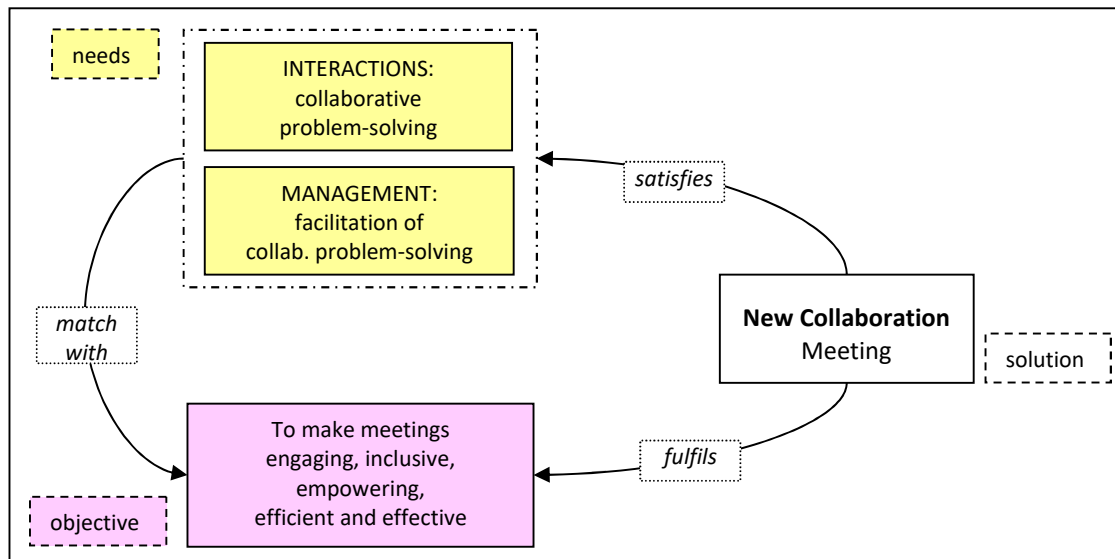 needs
INTERACTIONS:
collaborative
problem-solving
MANAGEMENT:
facilitation of
collab. problem-solving
satisfies
match
with
New Collaboration
Meeting
solution
To make meetings
engaging, inclusive,
empowering,
efficient and effective
fulfils
objective